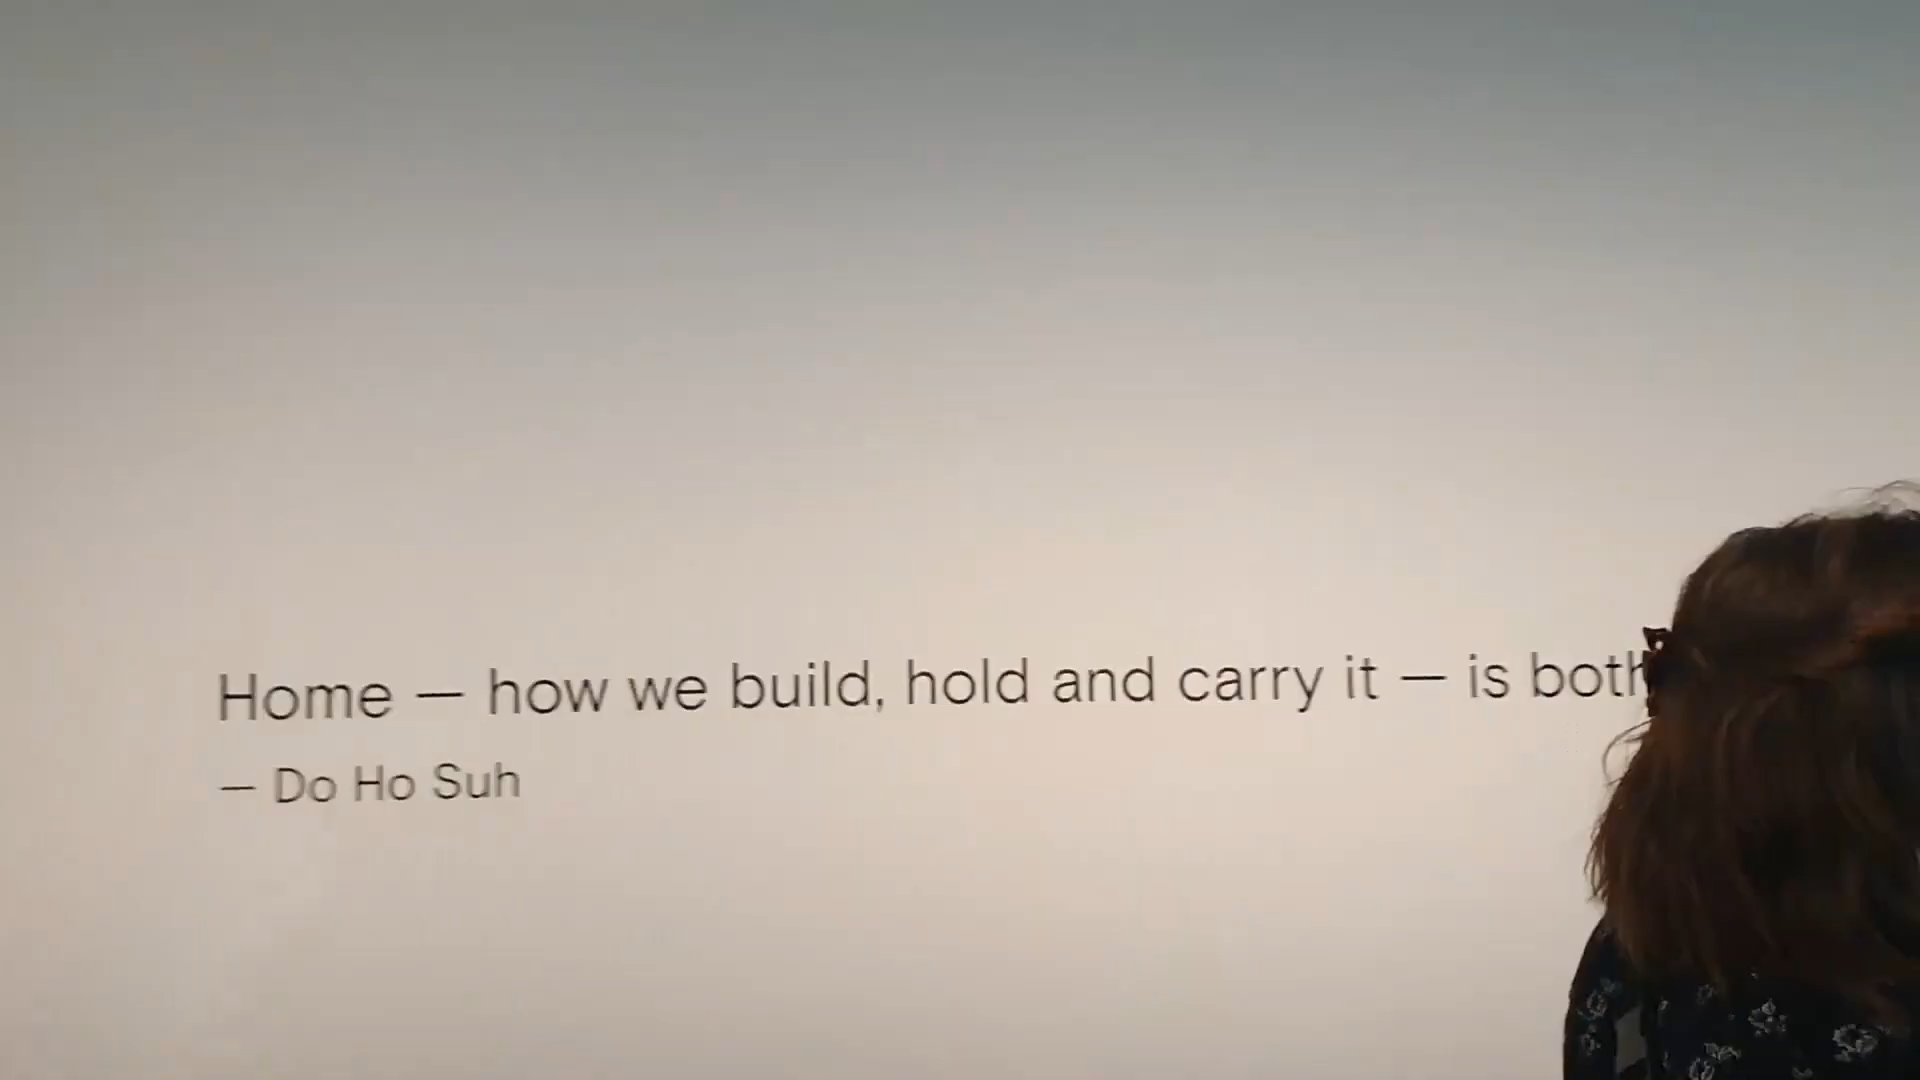 Home — how we build, hold and carry it — is both
— Do Ho Suh